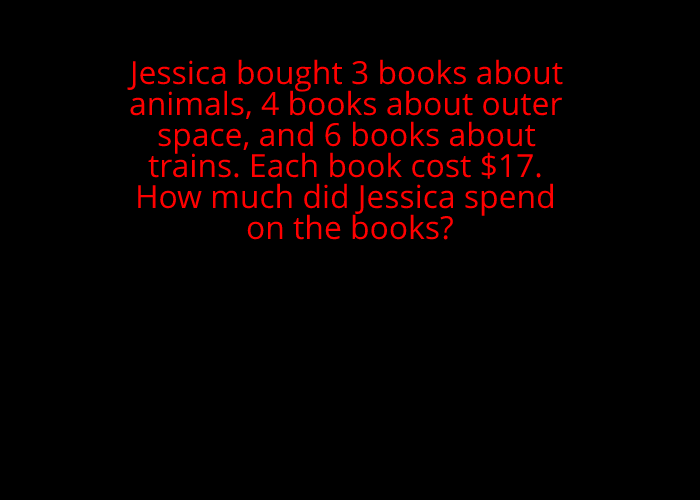 Jessica bought 3 books about
animals, 4 books about outer
space, and 6 books about
trains. Each book cost $17.
How much did Jessica spend
on the books?